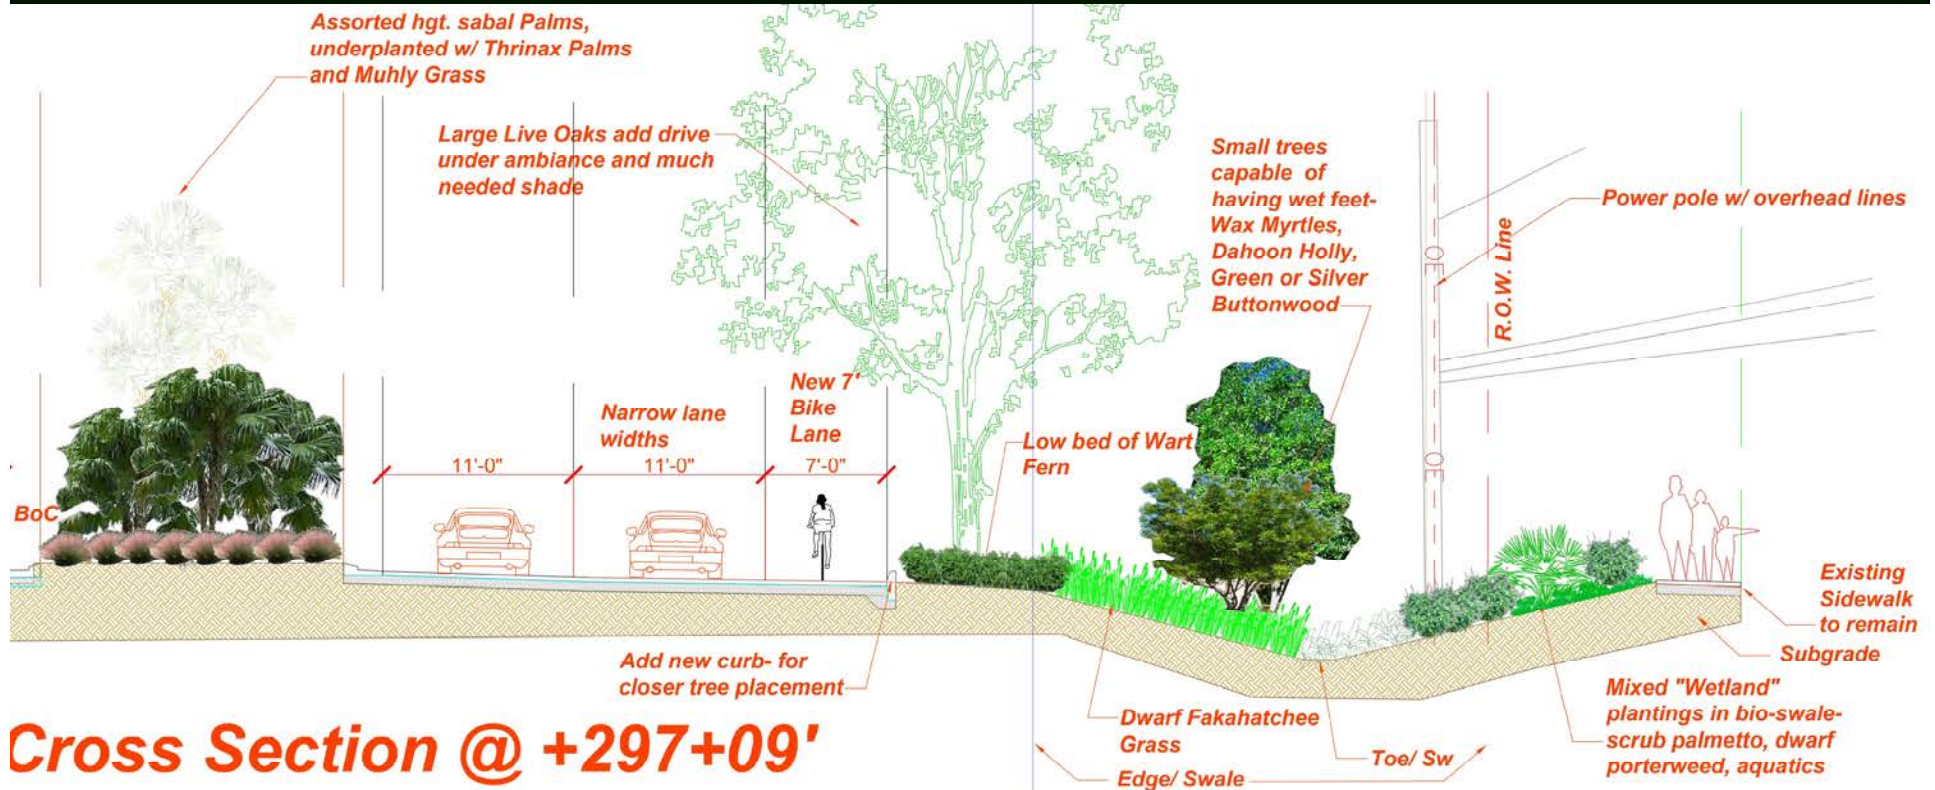 Assorted hgt. sabal Palms,
underplanted w/ Thrinax Palms
and Muhly Grass
Large Live Oaks add drive
under ambiance and much
needed shade
Small trees
capable of
having wet feet-
Wax Myrtles,
Dahoon Holly,
Green or Silver
Buttonwood
Power pole w/ overhead lines
R.O.W. Line
New 7'
Bike
Lane
Narrow lane
widths
11'-0"
11'-0"
7'-0"
Low bed of Wart
Fern
BoC
Existing
Sidewalk
to remain
Subgrade
Add new curb- for
closer tree placement
Mixed "Wetland"
plantings in bio-swale-
scrub palmetto, dwarf
porterweed, aquatics
Dwarf Fakahatchee
Grass
Toe/ Sw
Edge/ Swale
Cross Section @ +297+09'